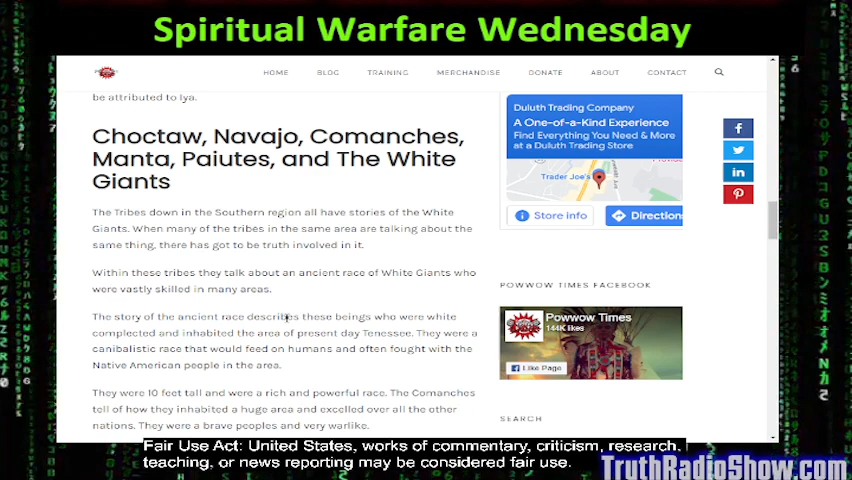 Spiritual Warfare Wednesday
HOME BLOG TRAINING MERCHANDISE DONATE ABOUT CONTACT
be attributed to Iya.
Choctaw, Navajo, Comanches,
Manta, Paiutes, and The White
Giants
The Tribes down in the Southern region all have stories of the White
Giants. When many of the tribes in the same area are talking about the
same thing, there has got to be truth involved in it.
Within these tribes they talk about an ancient race of White Giants who
were vastly skilled in many areas.
The story of the ancient race describes these beings who were white
complected and inhabited the area of present day Tenessee. They were a
canibalistic race that would feed on humans and often fought with the
Native American people in the area.
They were 10 feet tall and were a rich and powerful race. The Comanches
tell of how they inhabited a huge area and excelled over all the other
nations. They were a brave peoples and very warlike.
Duluth Trading Company
A One-of-a-Kind Experience
Find Everything You Need & More
at a Duluth Trading Store
Trader Joe's
Store info
Directions
POWWOW TIMES FACEBOOK
Powwow Times
144K likes
Like Page
SEARCH
Fair Use Act: United States, works of commentary, criticism, research,
teaching, or news reporting may be considered fair use.
TruthRadioShow.com